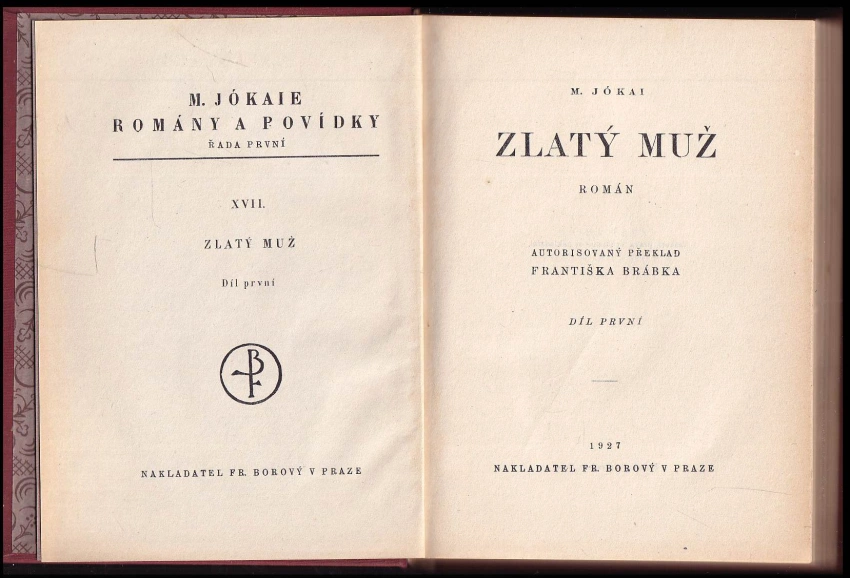 M. JÓKAIE
ROMÁNY A POVÍDKY
ŘADA PRVNÍ
XVII.
ZLATÝ MUŽ
Díl první
BF
NAKLADATEL FR. BOROVÝ V PRAZE
M. JÓKAI
ZLATÝ MUŽ
ROMÁN
AUTORISOVANÝ PŘEKLAD
FRANTIŠKA BRÁBKA
DÍL PRVNÍ
1927
NAKLADATEL FR. BOROVÝ V PRAZE